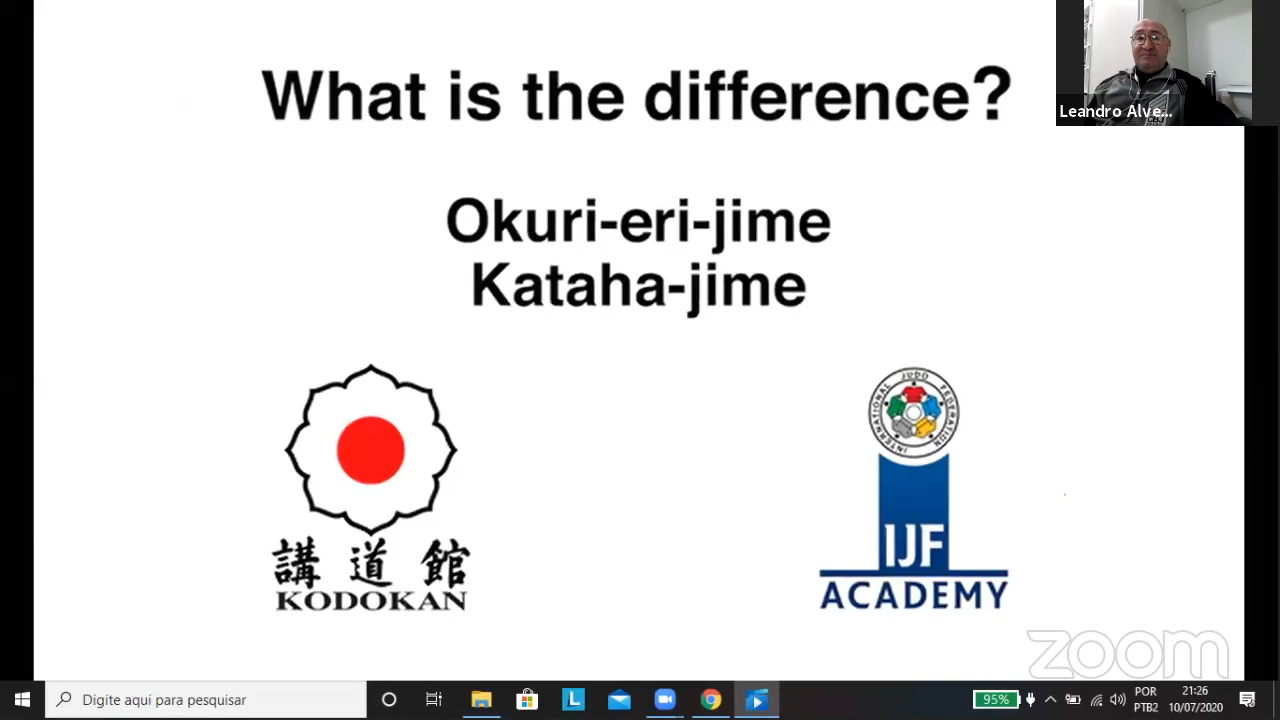 What is the difference?
Leandro Alve...
Okuri-eri-jime
Kataha-jime
講道館
KODOKAN
INTERNATIONAL JUDO FEDERATION
IJF
ACADEMY
zoom
Digite aqui para pesquisar
L
95%
POR
PTB2
21:26
10/07/2020